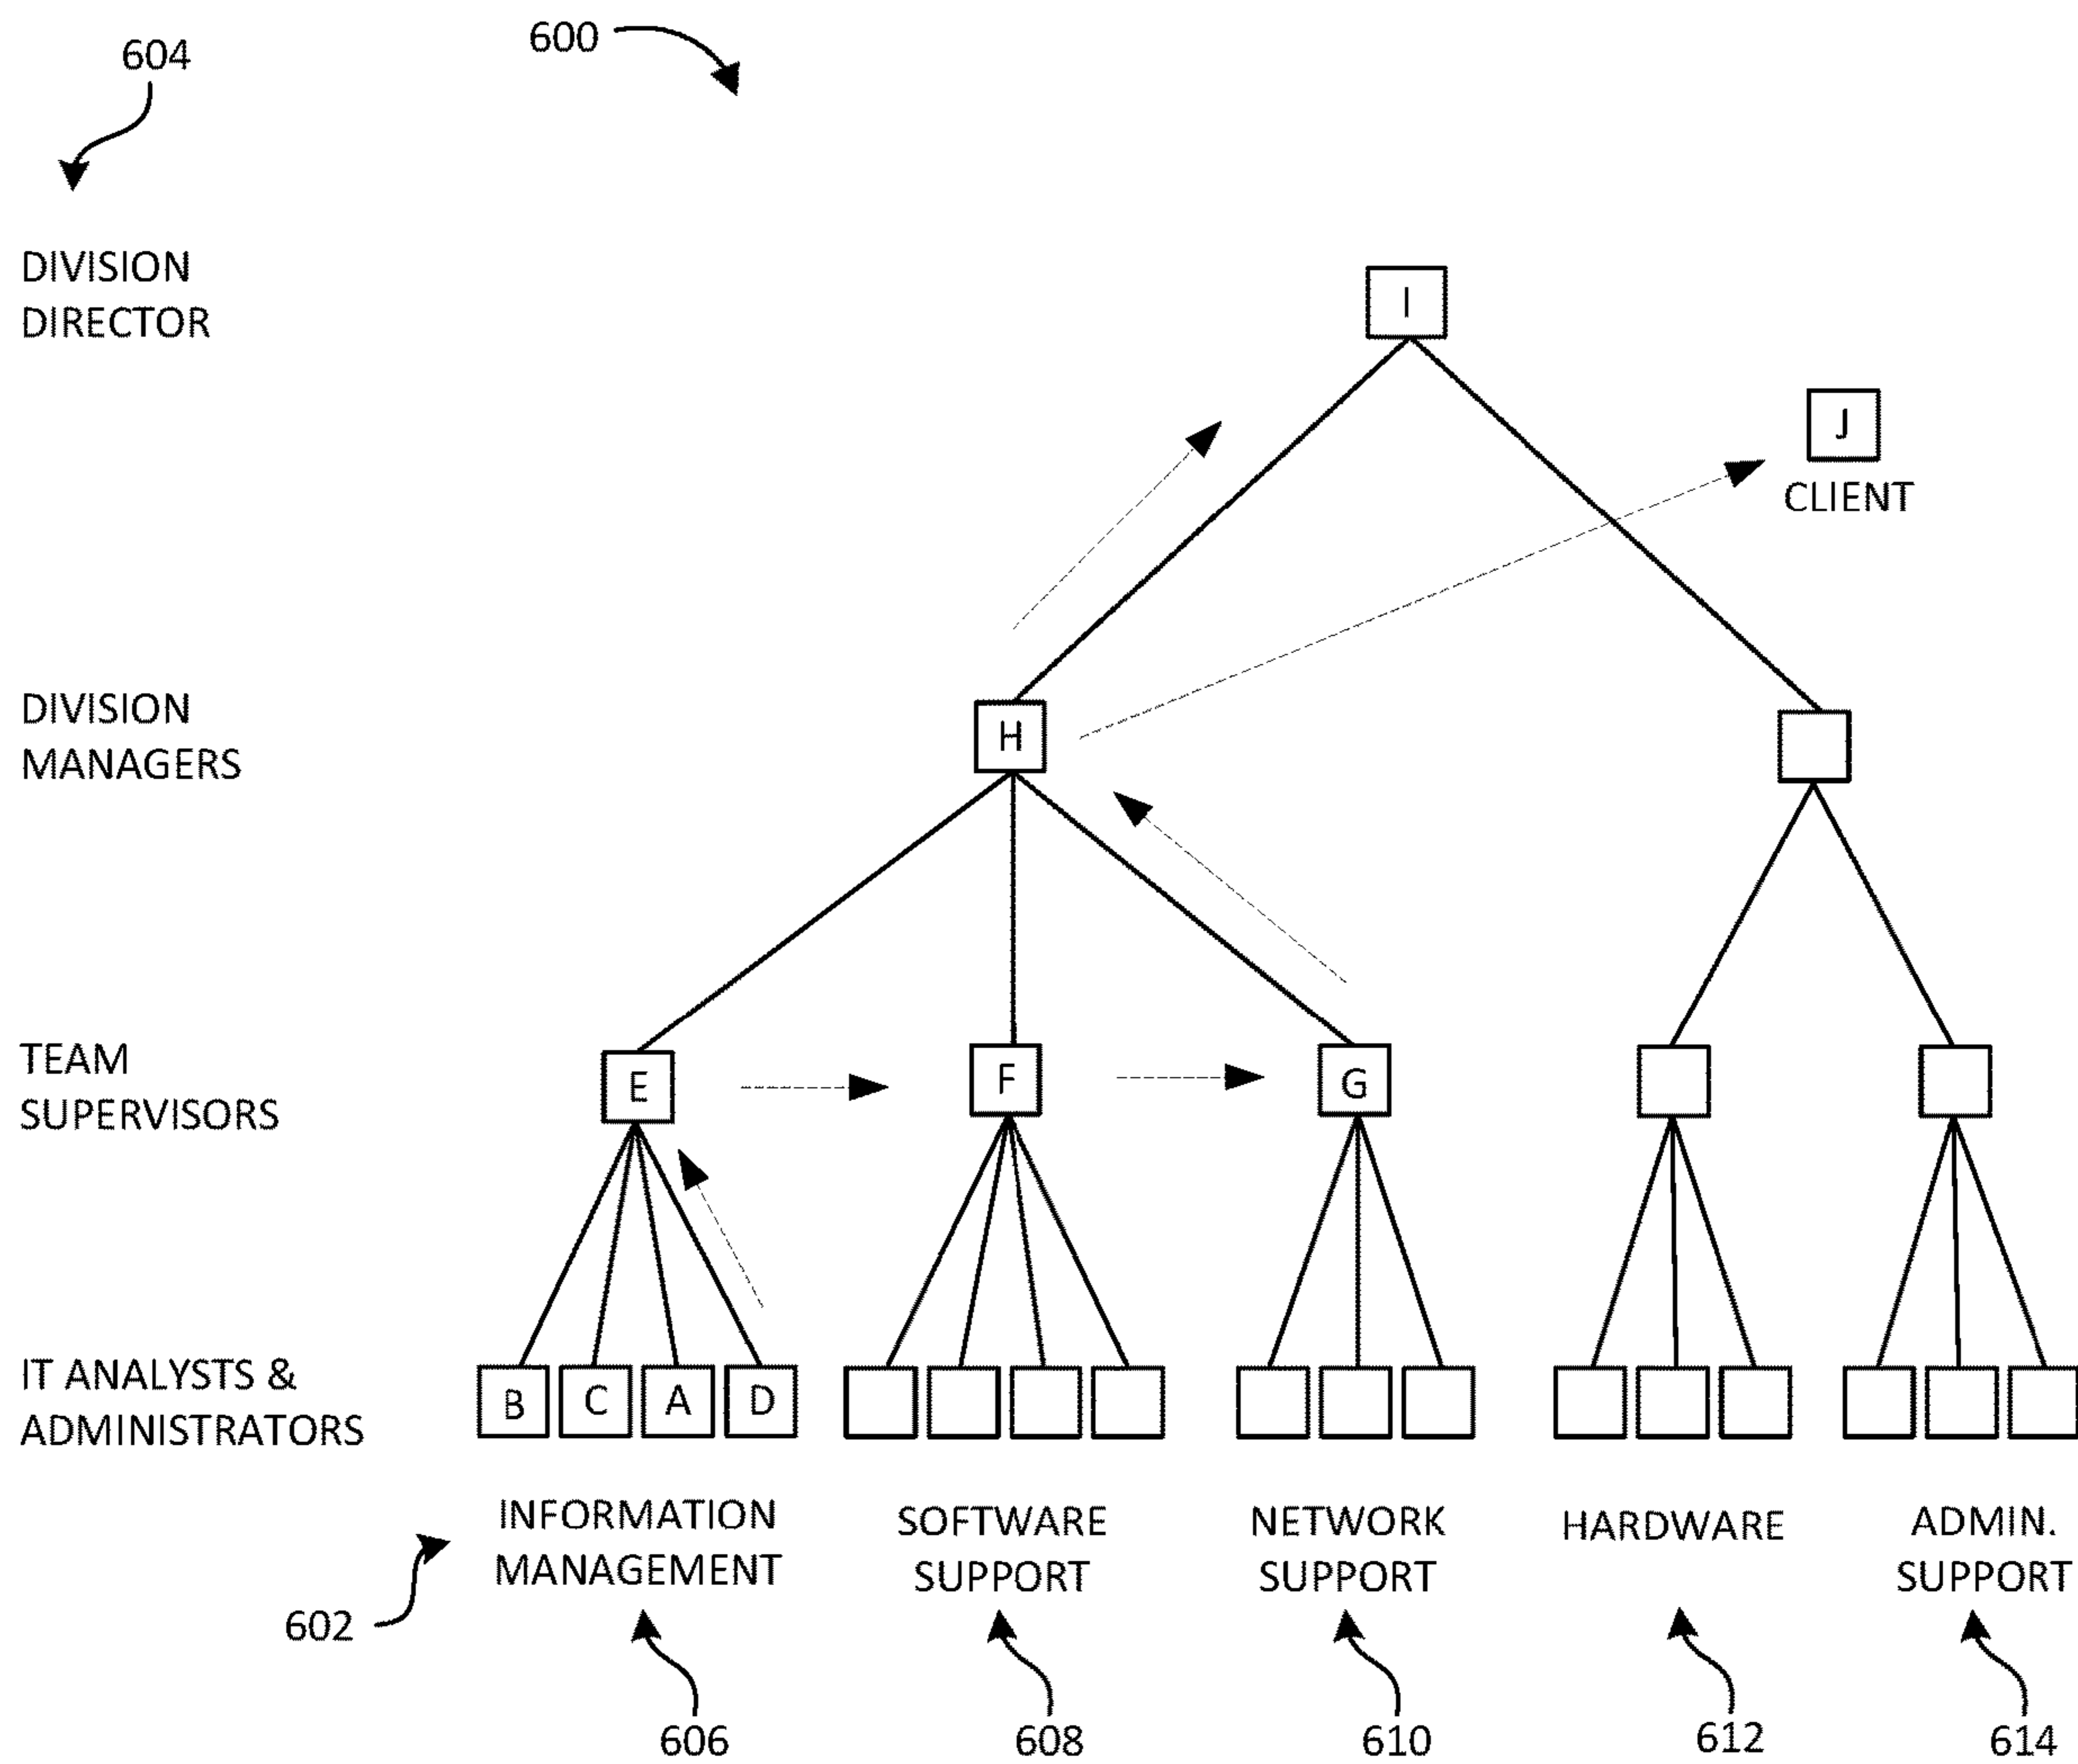 604
600
DIVISION
DIRECTOR
I
J
CLIENT
DIVISION
MANAGERS
H
TEAM
SUPERVISORS
E
F
G
IT ANALYSTS &
ADMINISTRATORS
B
C
A
D
INFORMATION
MANAGEMENT
SOFTWARE
SUPPORT
NETWORK
SUPPORT
HARDWARE
ADMIN.
SUPPORT
602
606
608
610
612
614